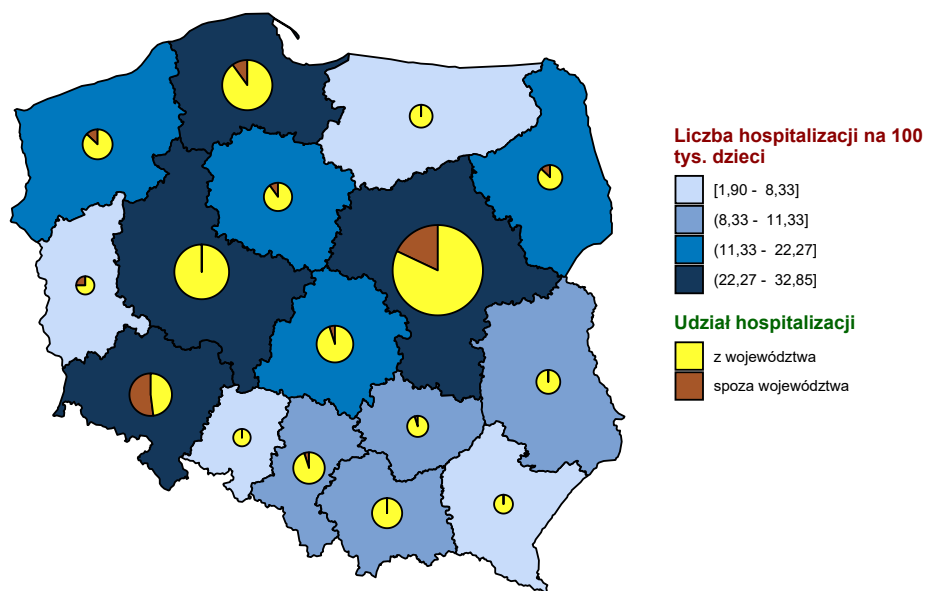 Liczba hospitalizacji na 100
tys. dzieci
[1,90 - 8,33]
(8,33 - 11,33]
(11,33 - 22,27]
(22,27 - 32,85]
Udział hospitalizacji
z województwa
spoza województwa